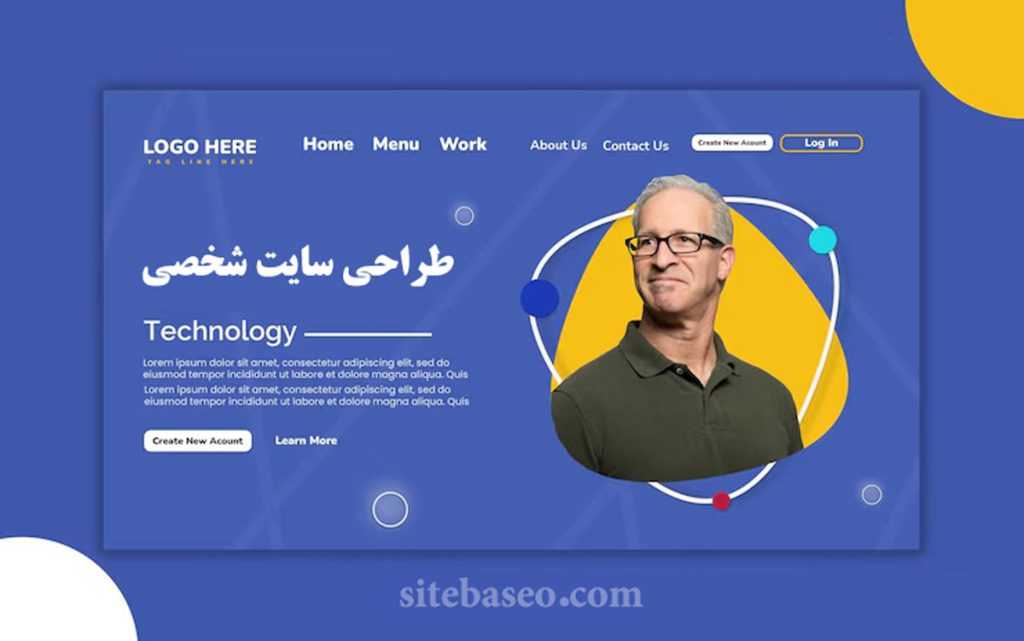 LOGO HERE
TAG LINE HERE
Home Menu Work About Us Contact Us Create New Acount Log In
طراحی سایت شخصی
Technology
Lorem ipsum dolor sit amet, consectetur adipiscing elit, sed do
eiusmod tempor incididunt ut labore et dolore magna aliqua. Quis
Lorem ipsum dolor sit amet, consectetur adipiscing elit, sed do
eiusmod tempor incididunt ut labore et dolore magna aliqua. Quis
Create New Acount Learn More
sitebaseo.com